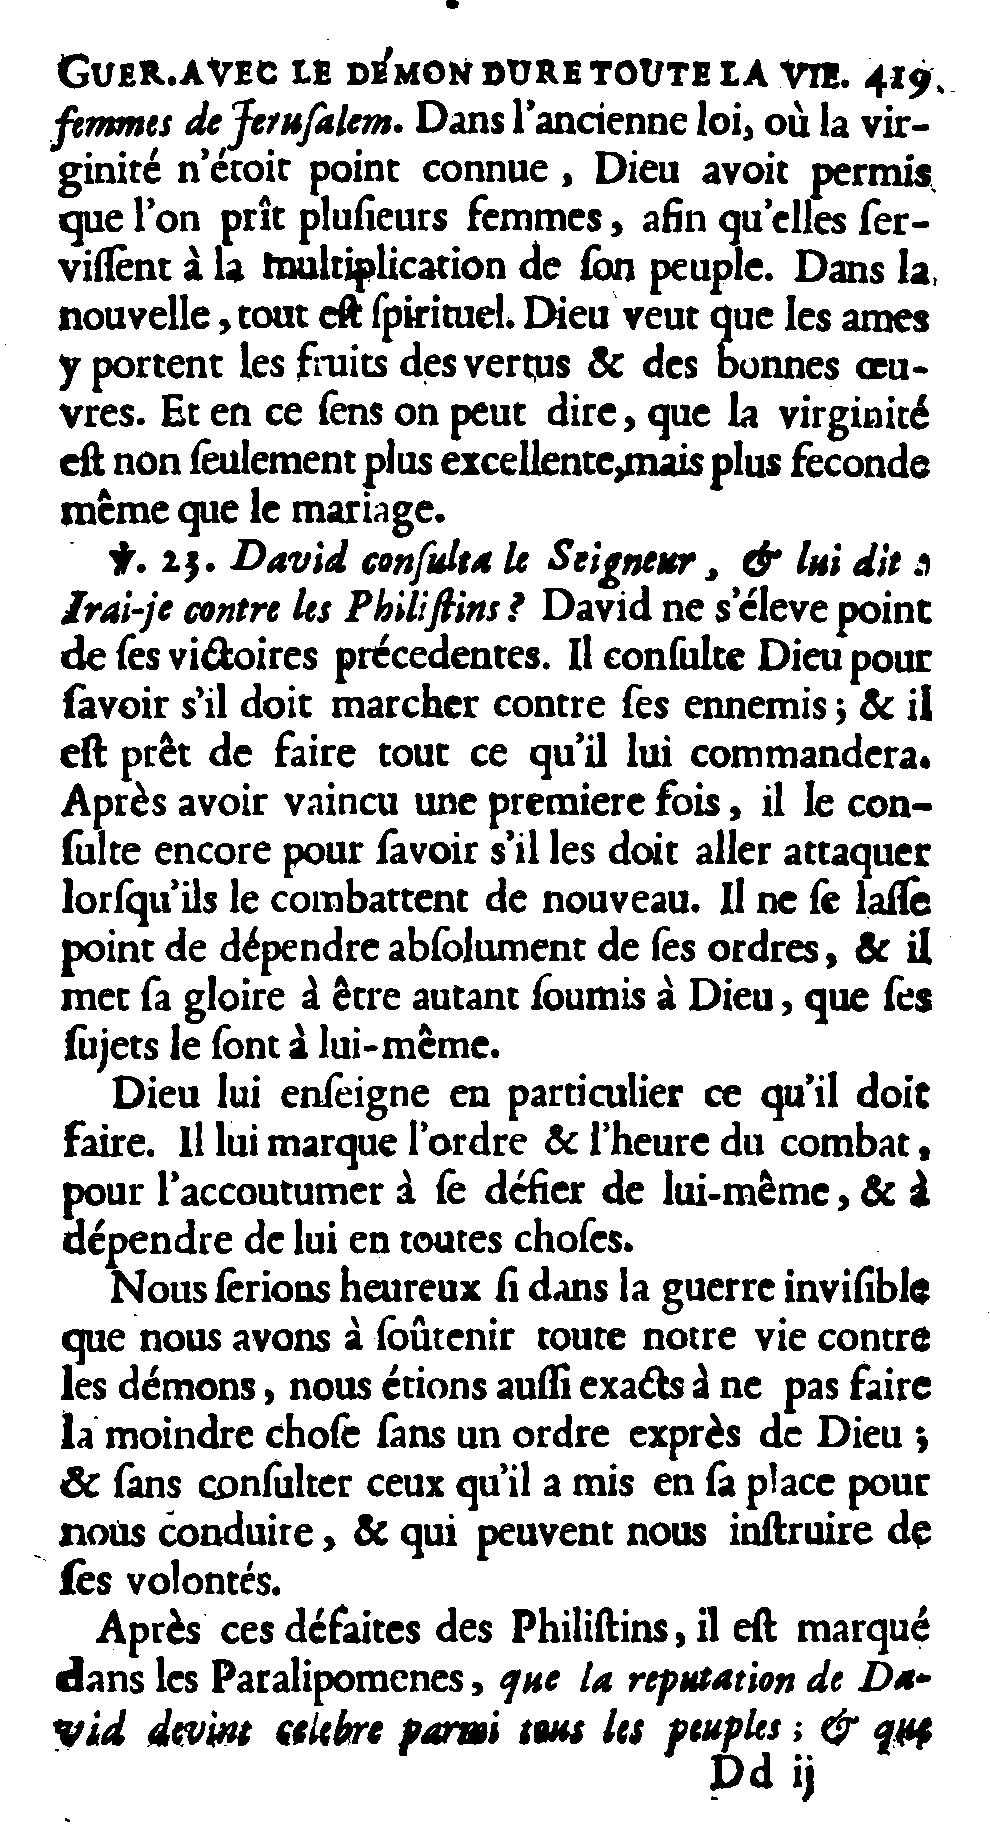 GUER. AVEC LE DÉMON DURE TOUTE LA VIE. 419.
femmes de Jeruſalem. Dans l'ancienne loi, où la vir-
ginité n'étoit point connue , Dieu avoit permis
que l'on prît pluſieurs femmes, afin qu'elles ſer-
viſſent à la multiplication de ſon peuple. Dans la
nouvelle, tout eſt ſpirituel. Dieu veut que les ames
y portent les fruits des vertus & des bonnes œu-
vres. Et en ce ſens on peut dire, que la virginité
eſt non ſeulement plus excellente, mais plus feconde
même que le mariage.
℣. 23. David conſulta le Seigneur, & lui dit :
Irai-je contre les Philiſtins ? David ne s'éleve point
de ſes victoires précedentes. Il conſulte Dieu pour
ſavoir s'il doit marcher contre ſes ennemis ; & il
eſt prêt de faire tout ce qu'il lui commandera.
Après avoir vaincu une premiere fois, il le con-
ſulte encore pour ſavoir s'il les doit aller attaquer
lorſqu'ils le combattent de nouveau. Il ne ſe laſſe
point de dépendre abſolument de ſes ordres, & il
met ſa gloire à être autant ſoumis à Dieu, que ſes
ſujets le ſont à lui-même.
Dieu lui enſeigne en particulier ce qu'il doit
faire. Il lui marque l'ordre & l'heure du combat,
pour l'accoutumer à ſe défier de lui-même, & à
dépendre de lui en toutes choſes.
Nous ſerions heureux ſi dans la guerre inviſible
que nous avons à ſoûtenir toute notre vie contre
les démons, nous étions auſſi exacts à ne pas faire
la moindre choſe ſans un ordre exprès de Dieu ;
& ſans conſulter ceux qu'il a mis en ſa place pour
nous conduire, & qui peuvent nous inſtruire de
ſes volontés.
Après ces défaites des Philiſtins, il eſt marqué
dans les Paralipomenes, que la reputation de Da-
vid devint celebre parmi tous les peuples ; & que
Dd ij